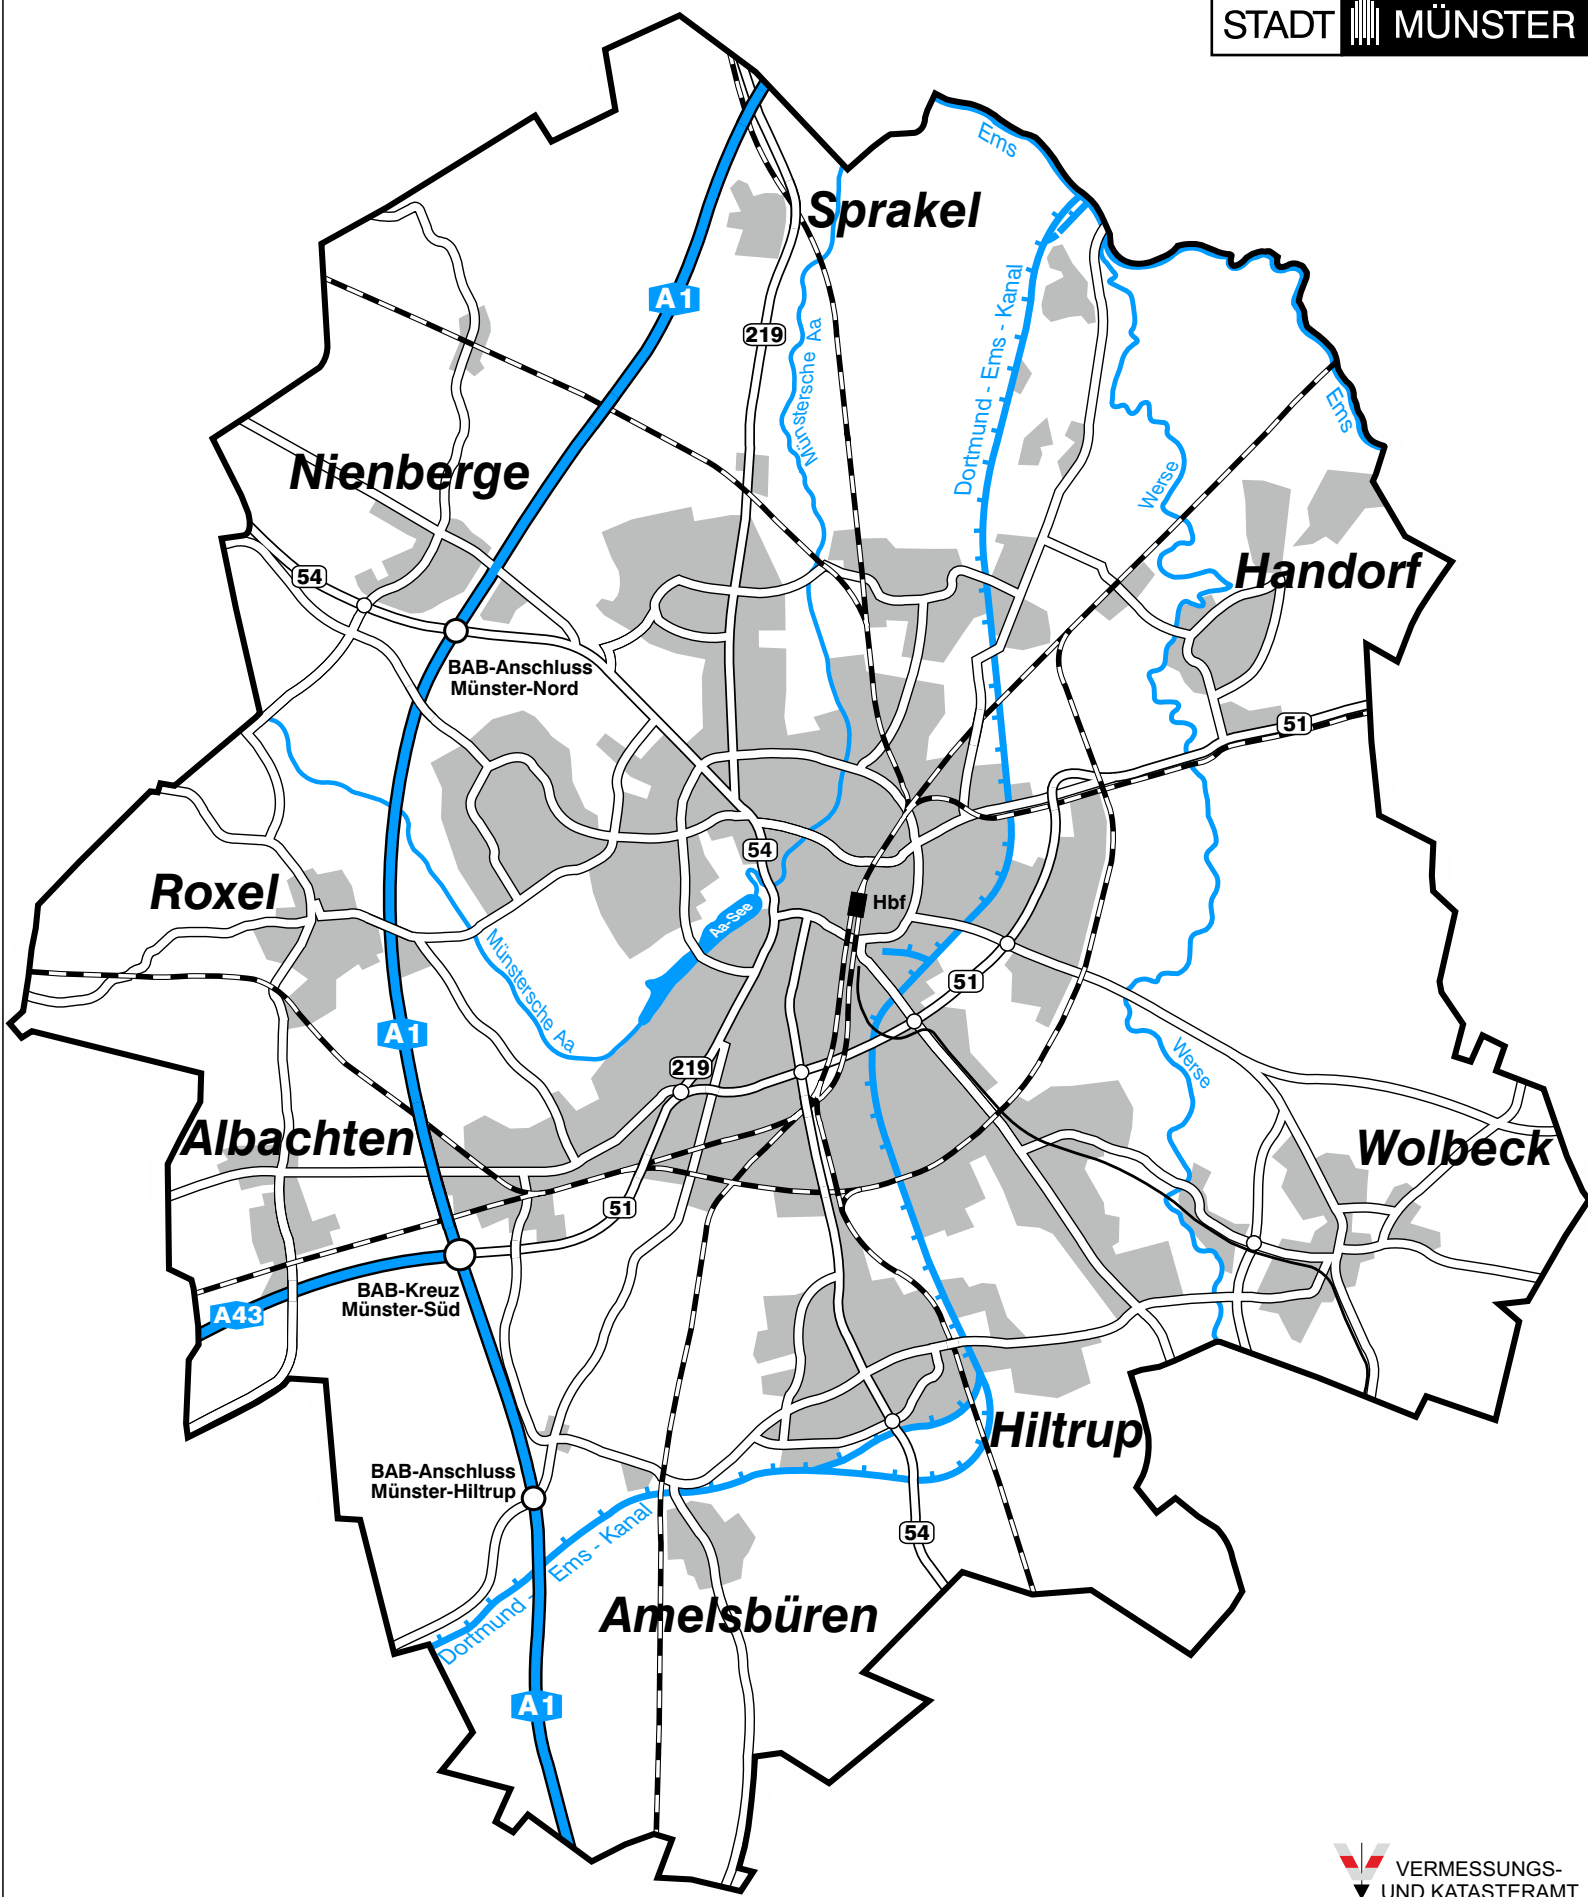 STADT MÜNSTER
Ems
Sprakel
A1
219
Dortmund - Ems - Kanal
Münstersche Aa
Ems
Nienberge
Werse
54
Handorf
BAB-Anschluss
Münster-Nord
51
54
Roxel
Hbf
Aa-See
Münstersche Aa
51
A1
219
Werse
Albachten
Wolbeck
51
BAB-Kreuz
Münster-Süd
A43
Hiltrup
BAB-Anschluss
Münster-Hiltrup
54
Dortmund - Ems - Kanal
Amelsbüren
A1
VERMESSUNGS-
UND KATASTERAMT